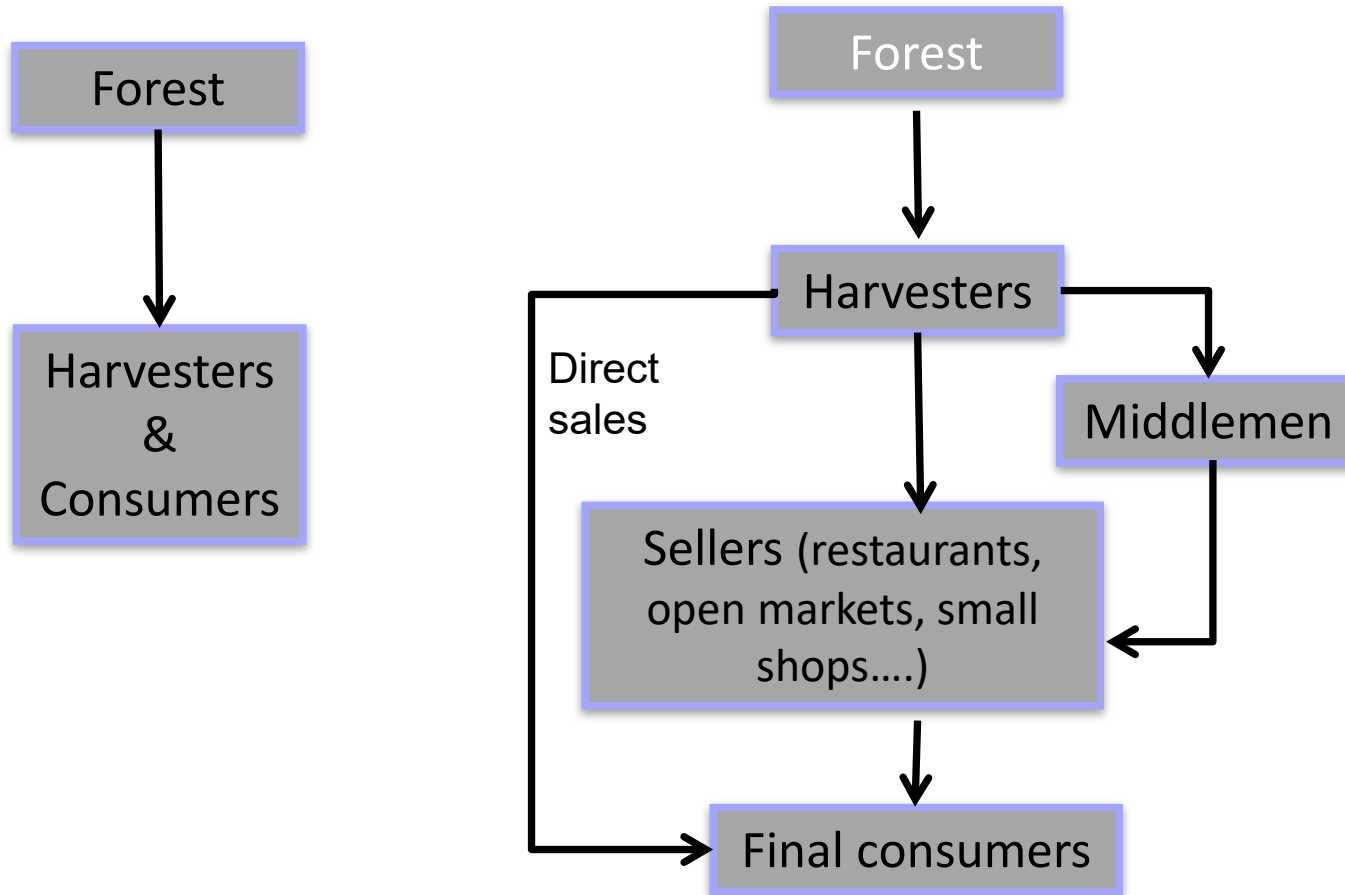 Forest
Harvesters
&
Consumers
Forest
Harvesters
Direct
sales
Middlemen
Sellers (restaurants,
open markets, small
shops....)
Final consumers